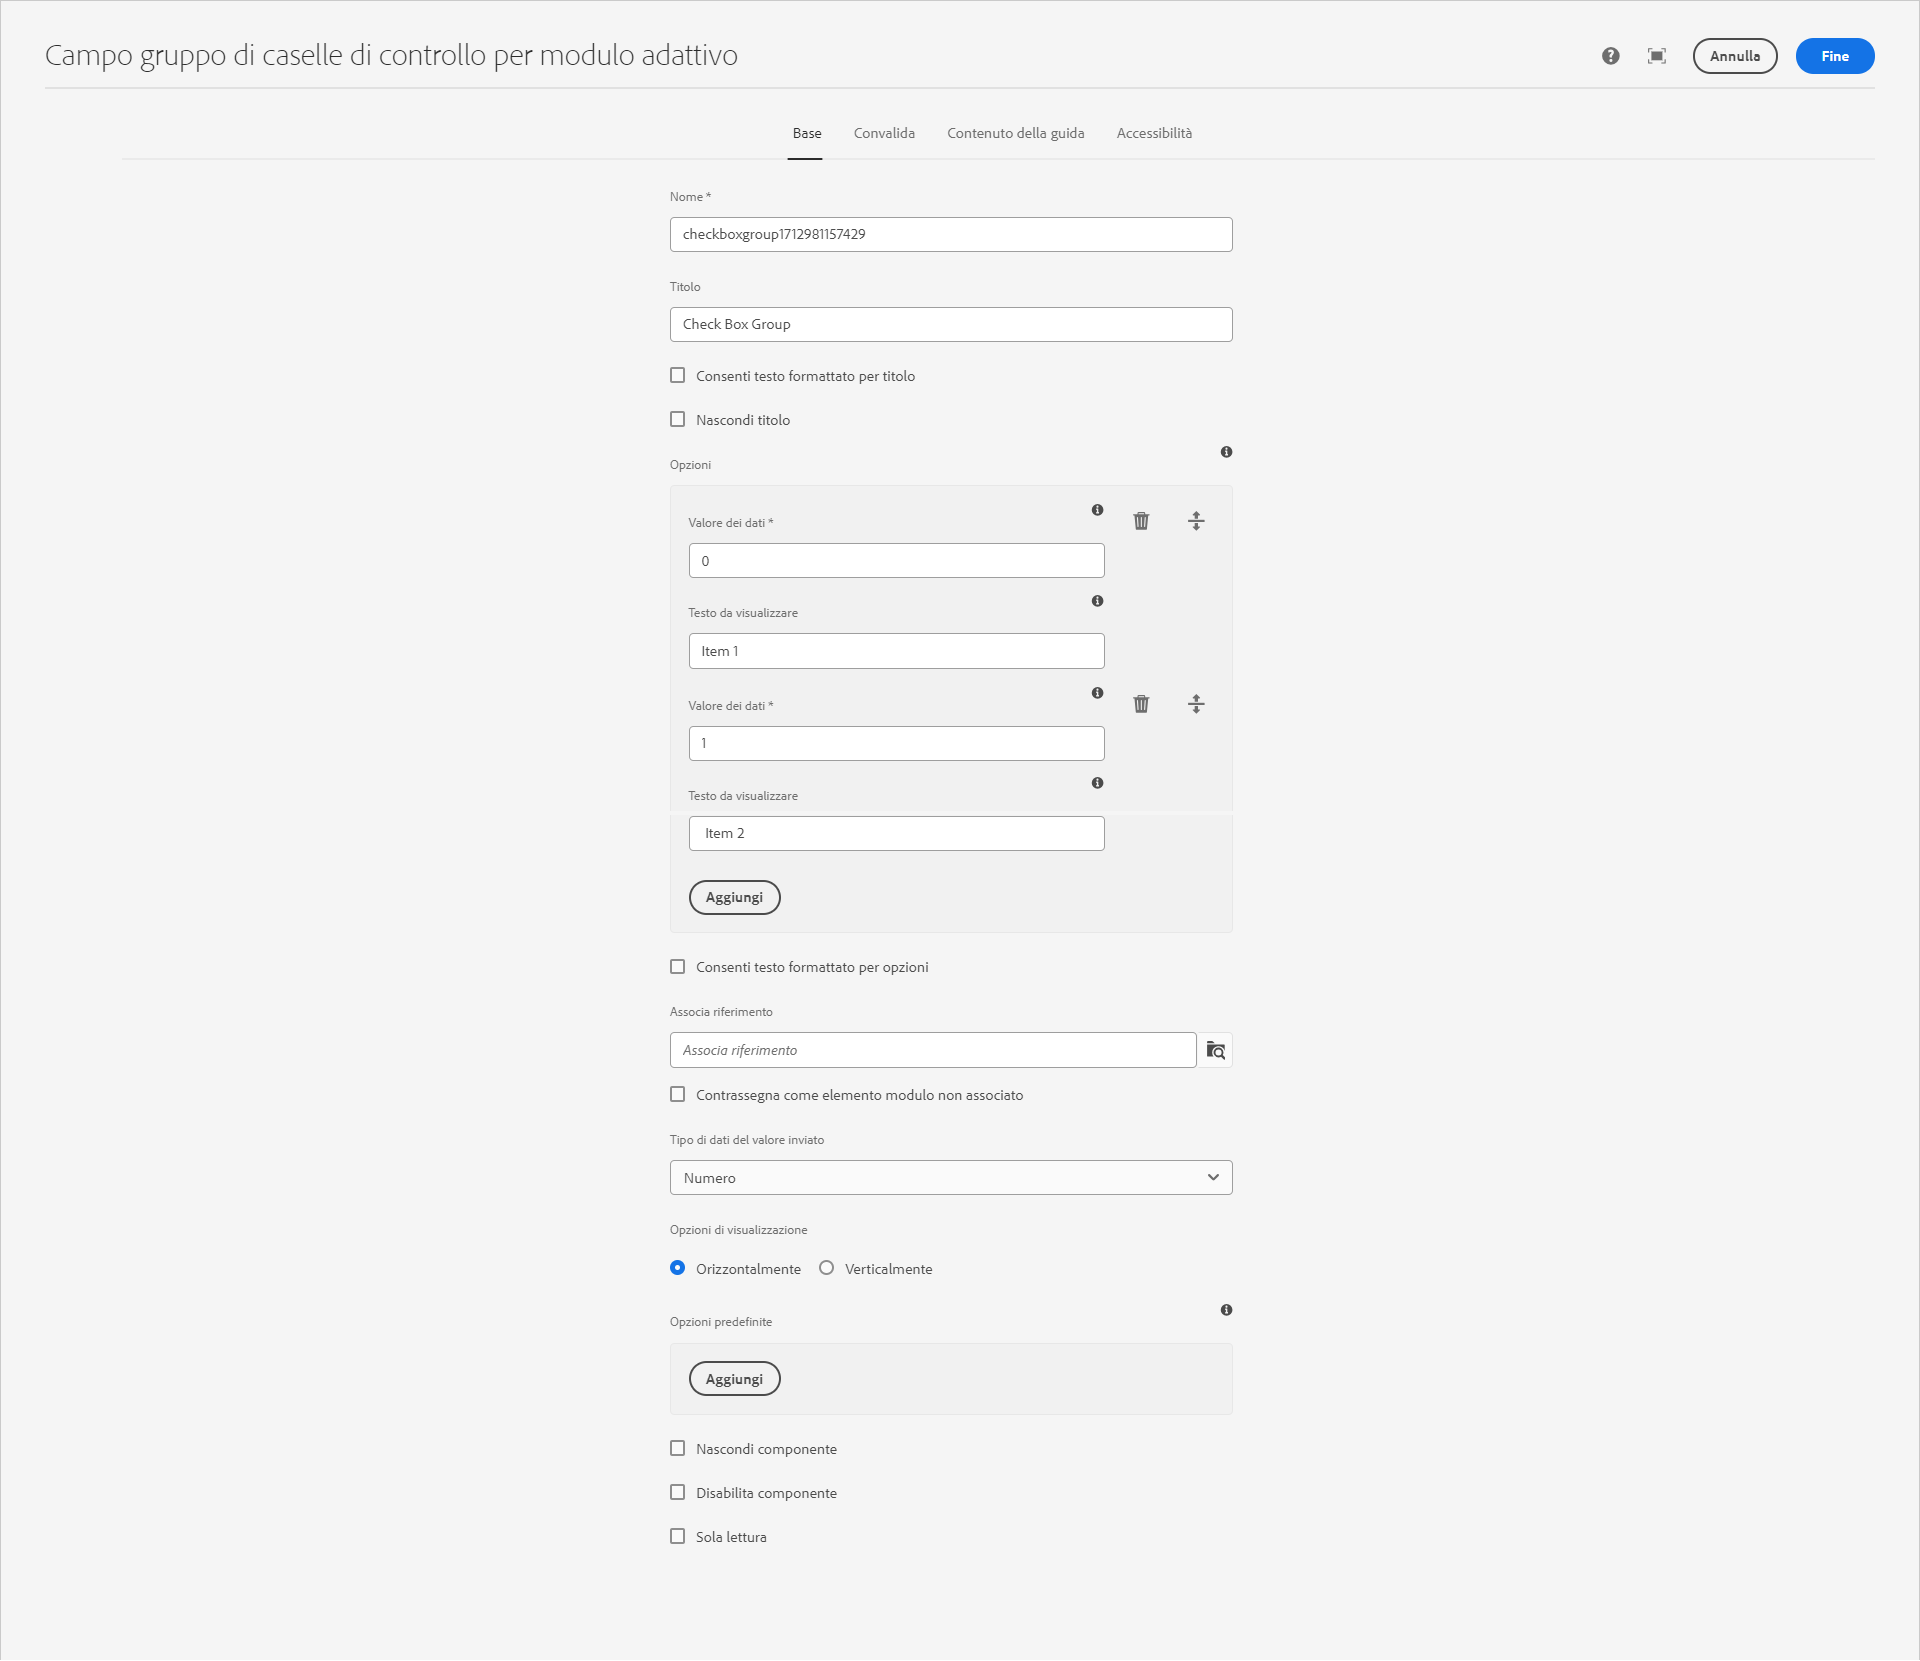 Campo gruppo di caselle di controllo per modulo adattivo
Annulla
Fine
Base
Convalida
Contenuto della guida
Accessibilità
Nome *
checkboxgroup1712981157429
Titolo
Check Box Group
Consenti testo formattato per titolo
Nascondi titolo
Opzioni
Valore dei dati *
0
Testo da visualizzare
Item 1
Valore dei dati *
1
Testo da visualizzare
Item 2
Aggiungi
Consenti testo formattato per opzioni
Associa riferimento
Associa riferimento
Contrassegna come elemento modulo non associato
Tipo di dati del valore inviato
Numero
Opzioni di visualizzazione
Orizzontalmente
Verticalmente
Opzioni predefinite
Aggiungi
Nascondi componente
Disabilita componente
Sola lettura